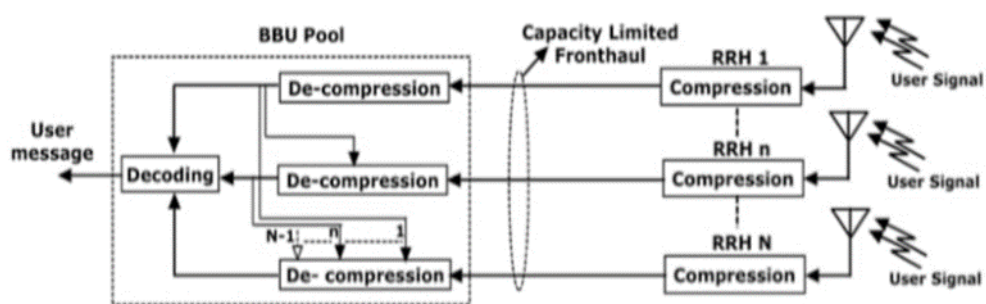 BBU Pool
Capacity Limited
Fronthaul
RRH 1
User Signal
De-compression
Compression
User
message
RRH n
Decoding
De-compression
Compression
User Signal
N-1
n
1
RRH N
De- compression
Compression
User Signal